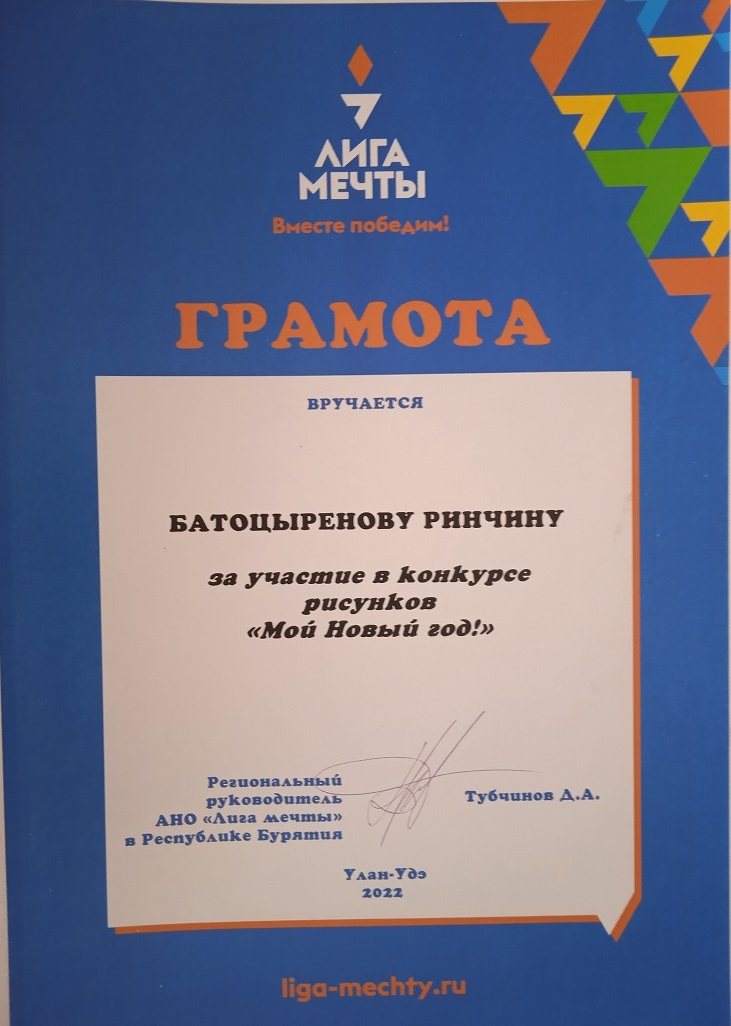 ЛИГА
МЕЧТЫ
Вместе победим!
ГРАМОТА
ВРУЧАЕТСЯ
БАТОЦЫРЕНОВУ РИНЧИНУ
за участие в конкурсе
рисунков
«Мой Новый год!»
Региональный
руководитель
АНО «Лига мечты»
в Республике Бурятия
Тубчинов Д.А.
Улан-Удэ
2022
liga-mechty.ru